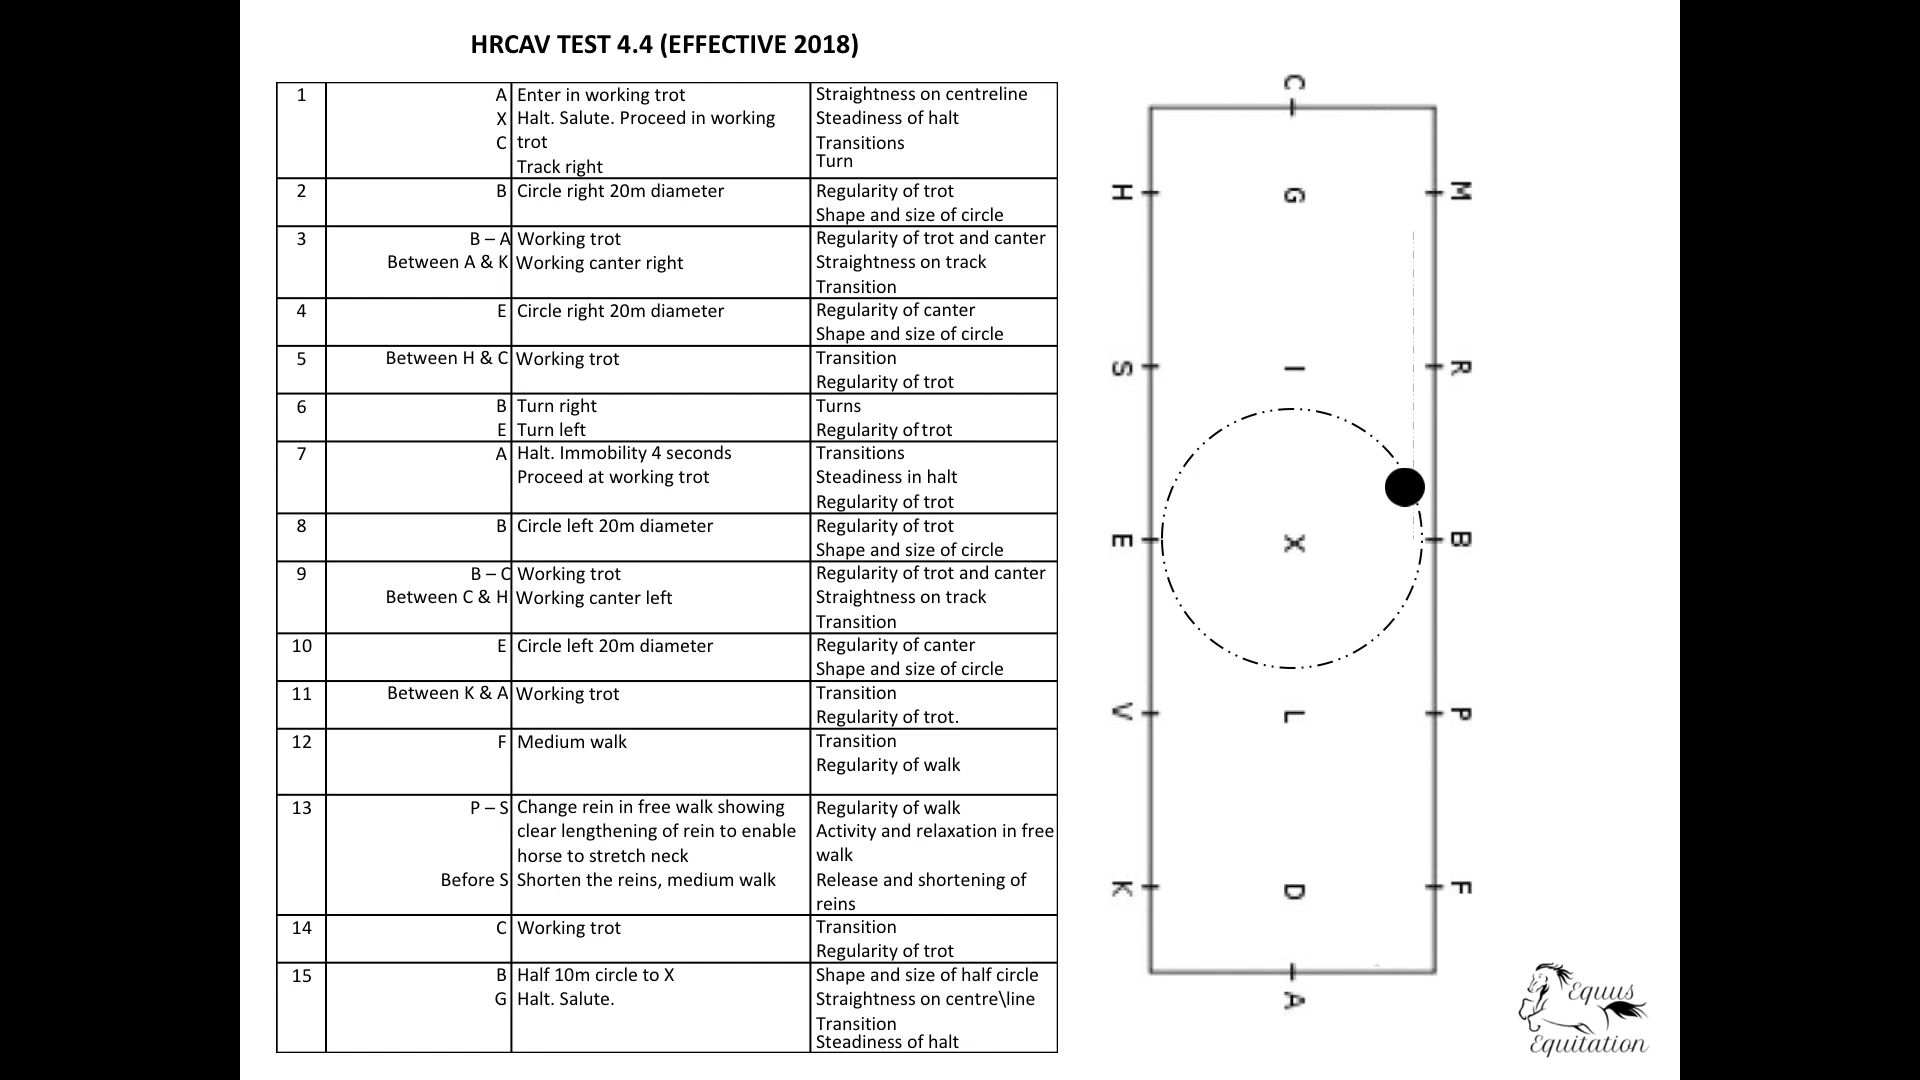 HRCAV TEST 4.4 (EFFECTIVE 2018)
1 A Enter in working trot Straightness on centreline
X Halt. Salute. Proceed in working Steadiness of halt
C trot Transitions
Track right Turn
2 B Circle right 20m diameter Regularity of trot
Shape and size of circle
3 B – A Working trot Regularity of trot and canter
Between A & K Working canter right Straightness on track
Transition
4 E Circle right 20m diameter Regularity of canter
Shape and size of circle
5 Between H & C Working trot Transition
Regularity of trot
6 B Turn right Turns
E Turn left Regularity of trot
7 A Halt. Immobility 4 seconds Transitions
Proceed at working trot Steadiness in halt
Regularity of trot
8 B Circle left 20m diameter Regularity of trot
Shape and size of circle
9 B – C Working trot Regularity of trot and canter
Between C & H Working canter left Straightness on track
Transition
10 E Circle left 20m diameter Regularity of canter
Shape and size of circle
11 Between K & A Working trot Transition
Regularity of trot.
12 F Medium walk Transition
Regularity of walk
13 P – S Change rein in free walk showing Regularity of walk
clear lengthening of rein to enable Activity and relaxation in free
horse to stretch neck walk
Before S Shorten the reins, medium walk Release and shortening of
reins
14 C Working trot Transition
Regularity of trot
15 B Half 10m circle to X Shape and size of half circle
G Halt. Salute. Straightness on centre\line
Transition
Steadiness of halt
C
H G M
S I R
E X B
V L P
K D F
A
Equus
Equitation